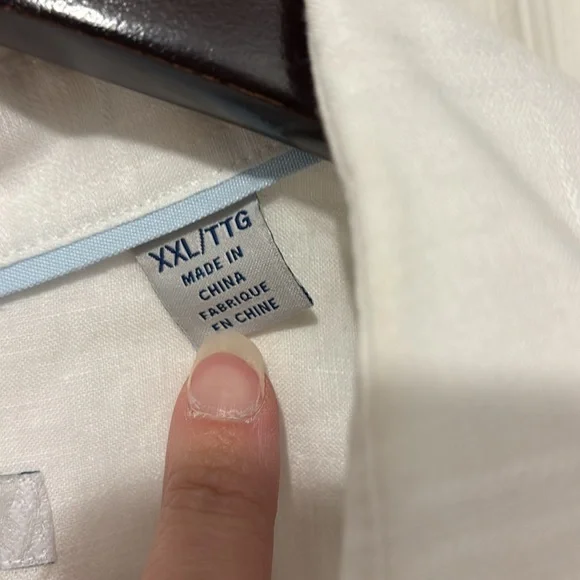 XXL/TTG
MADE IN
CHINA
FABRIQUE
EN CHINE